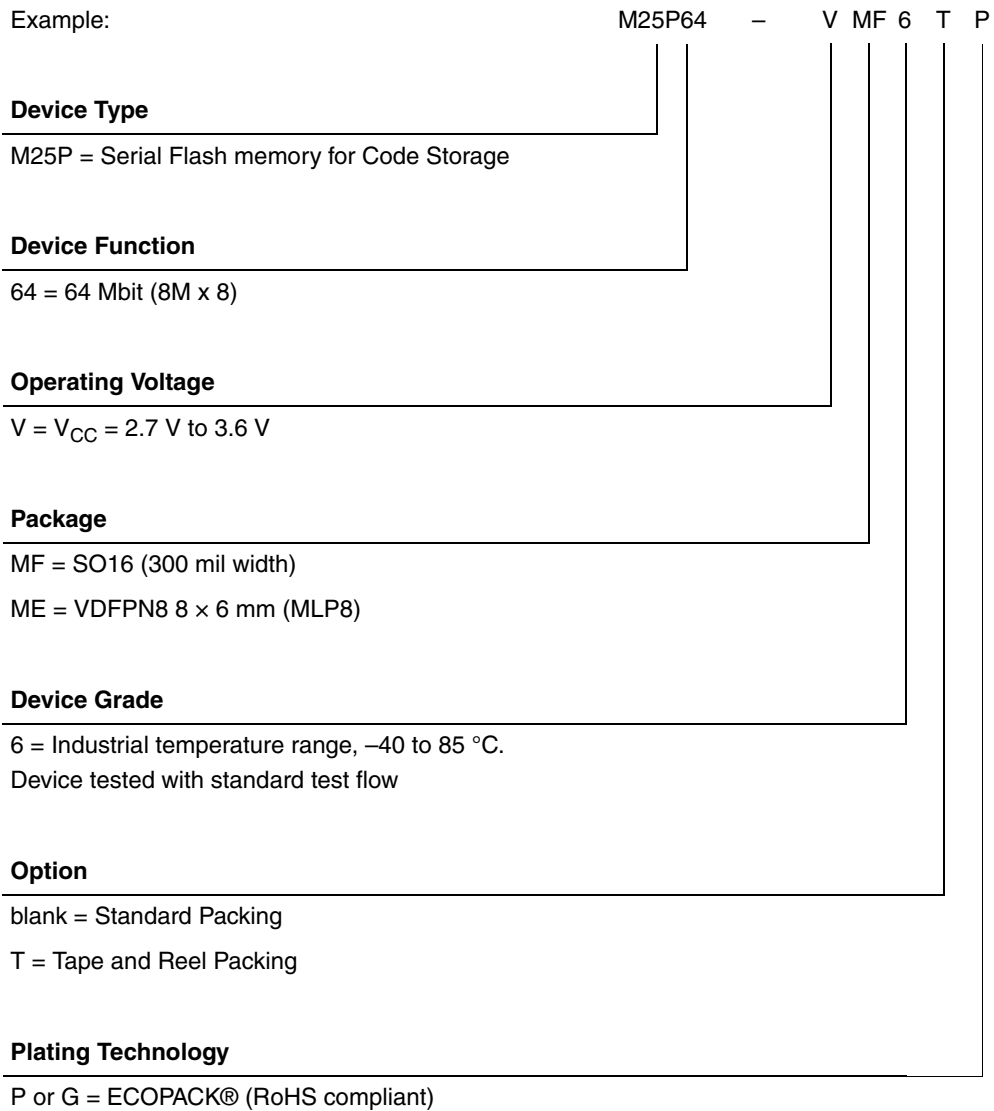 Example: M25P64 – V MF 6 T P
Device Type
M25P = Serial Flash memory for Code Storage
Device Function
64 = 64 Mbit (8M x 8)
Operating Voltage
V = VCC = 2.7 V to 3.6 V
Package
MF = SO16 (300 mil width)
ME = VDFPN8 8 × 6 mm (MLP8)
Device Grade
6 = Industrial temperature range, –40 to 85 °C.
Device tested with standard test flow
Option
blank = Standard Packing
T = Tape and Reel Packing
Plating Technology
P or G = ECOPACK® (RoHS compliant)